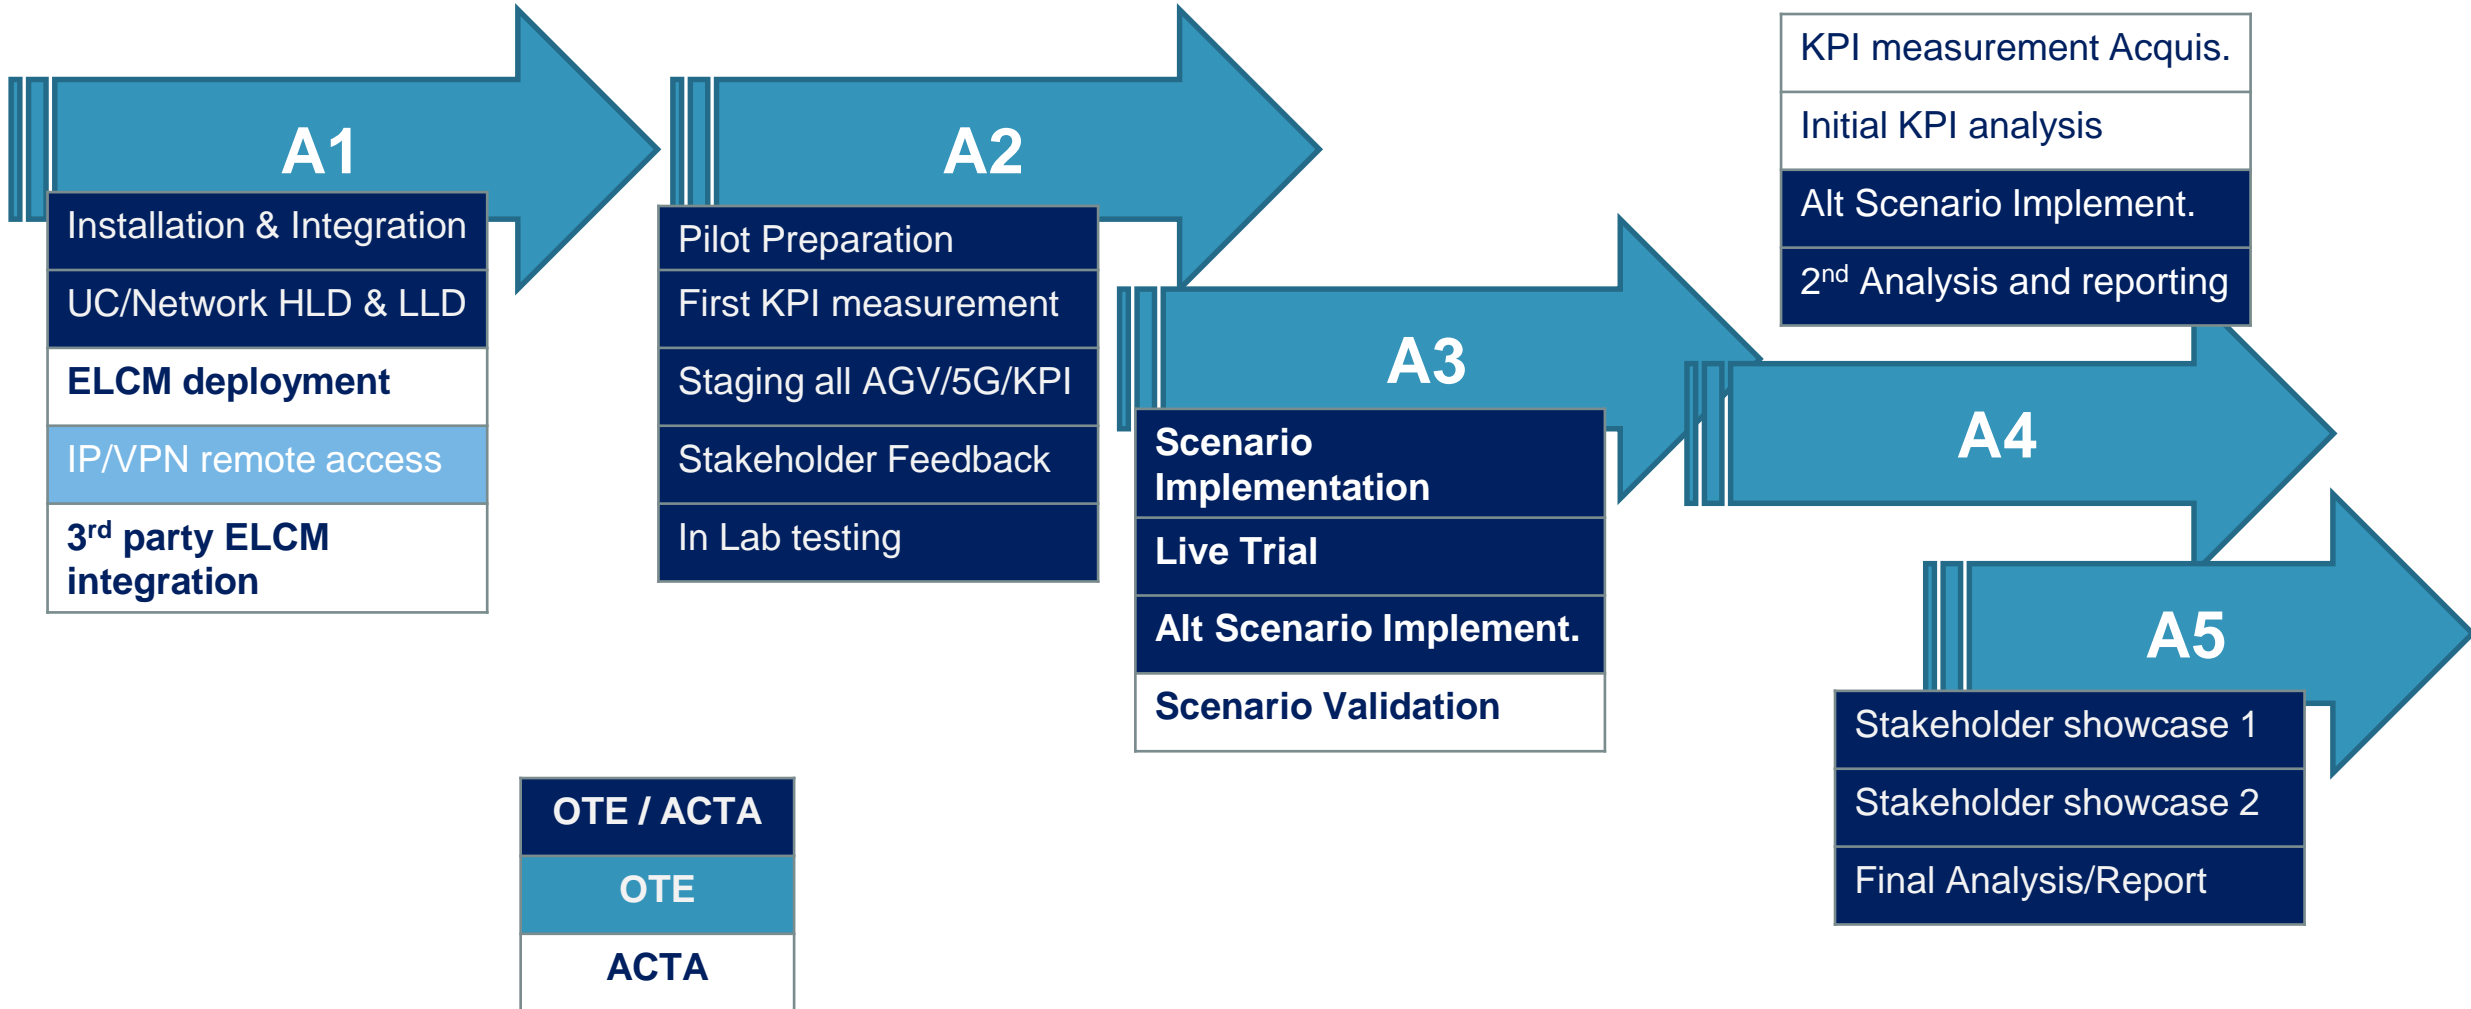 A1
Installation & Integration
UC/Network HLD & LLD
ELCM deployment
IP/VPN remote access
3rd party ELCM
integration
A2
Pilot Preparation
First KPI measurement
Staging all AGV/5G/KPI
Stakeholder Feedback
In Lab testing
A3
Scenario
Implementation
Live Trial
Alt Scenario Implement.
Scenario Validation
KPI measurement Acquis.
Initial KPI analysis
Alt Scenario Implement.
2nd Analysis and reporting
A4
A5
Stakeholder showcase 1
Stakeholder showcase 2
Final Analysis/Report
OTE / ACTA
OTE
ACTA